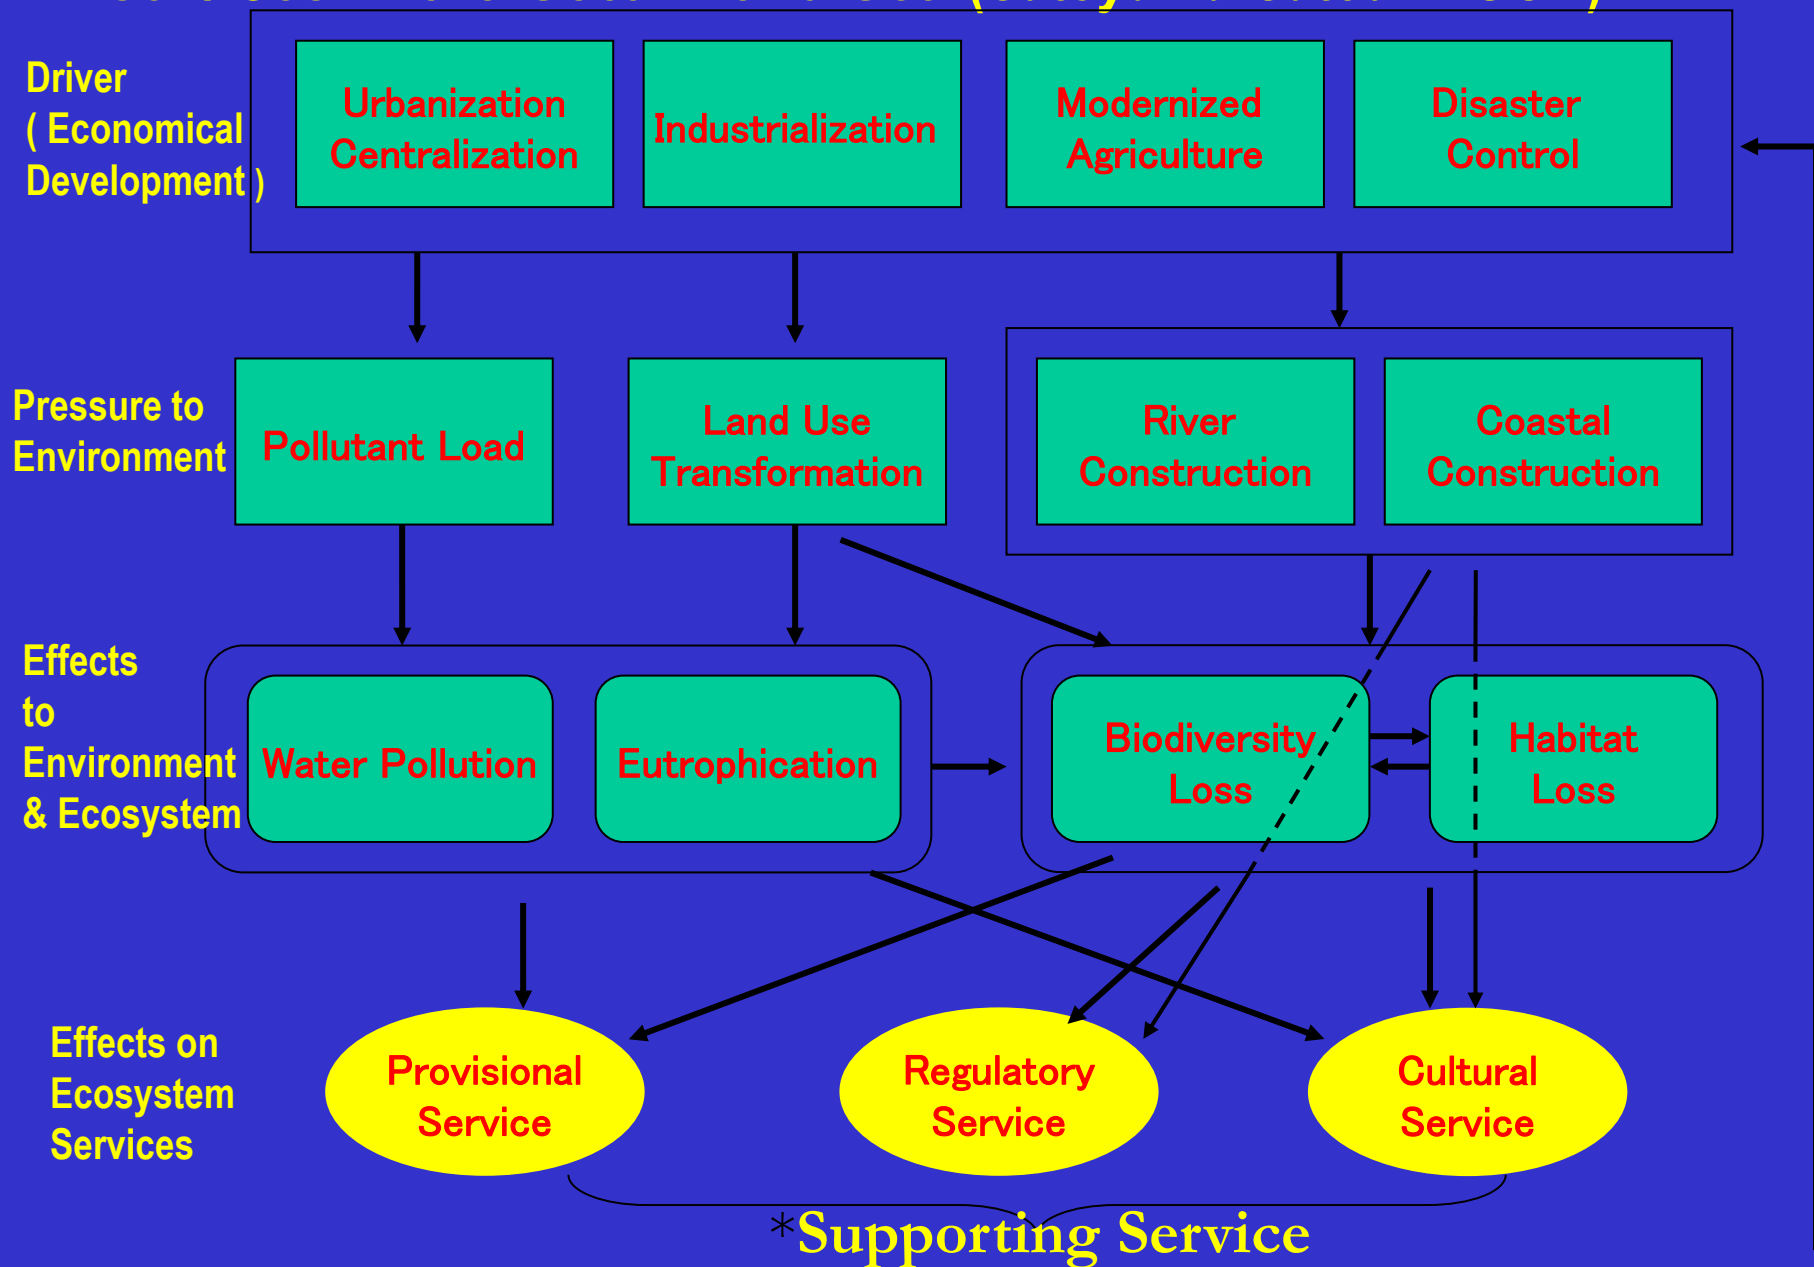 Driver
( Economical
Development )
Urbanization
Centralization
Industrialization
Modernized
Agriculture
Disaster
Control
Pressure to
Environment
Pollutant Load
Land Use
Transformation
River
Construction
Coastal
Construction
Effects
to
Environment
& Ecosystem
Water Pollution
Eutrophication
Biodiversity
Loss
Habitat
Loss
Effects on
Ecosystem
Services
Provisional
Service
Regulatory
Service
Cultural
Service
*Supporting Service